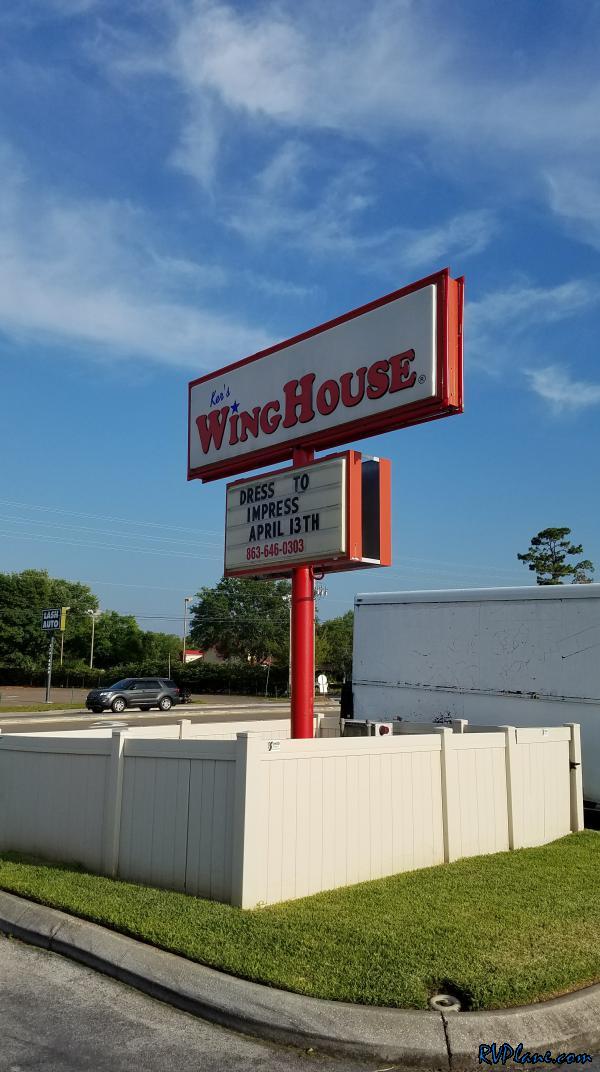 Ker's
WingHouse®
DRESS TO
IMPRESS
APRIL 13TH
863-646-0303
CASH
AUTO
RVPlane.com